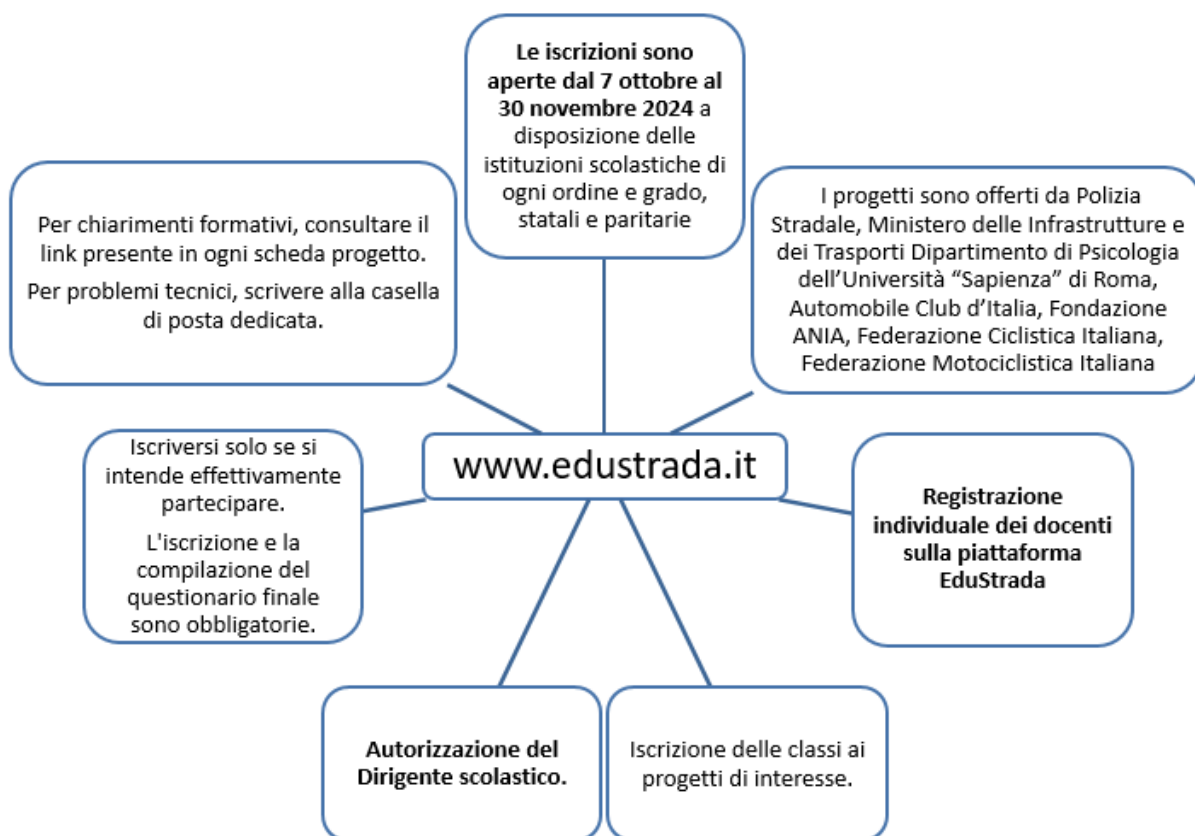 Le iscrizioni sono
aperte dal 7 ottobre al
30 novembre 2024 a
disposizione delle
istituzioni scolastiche di
ogni ordine e grado,
statali e paritarie
Per chiarimenti formativi, consultare il
link presente in ogni scheda progetto.
Per problemi tecnici, scrivere alla casella
di posta dedicata.
I progetti sono offerti da Polizia
Stradale, Ministero delle Infrastrutture e
dei Trasporti Dipartimento di Psicologia
dell'Università “Sapienza” di Roma,
Automobile Club d'Italia, Fondazione
ANIA, Federazione Ciclistica Italiana,
Federazione Motociclistica Italiana
www.edustrada.it
Iscriversi solo se si
intende effettivamente
partecipare.
L'iscrizione e la
compilazione del
questionario finale
sono obbligatorie.
Registrazione
individuale dei docenti
sulla piattaforma
EduStrada
Autorizzazione del
Dirigente scolastico.
Iscrizione delle classi ai
progetti di interesse.